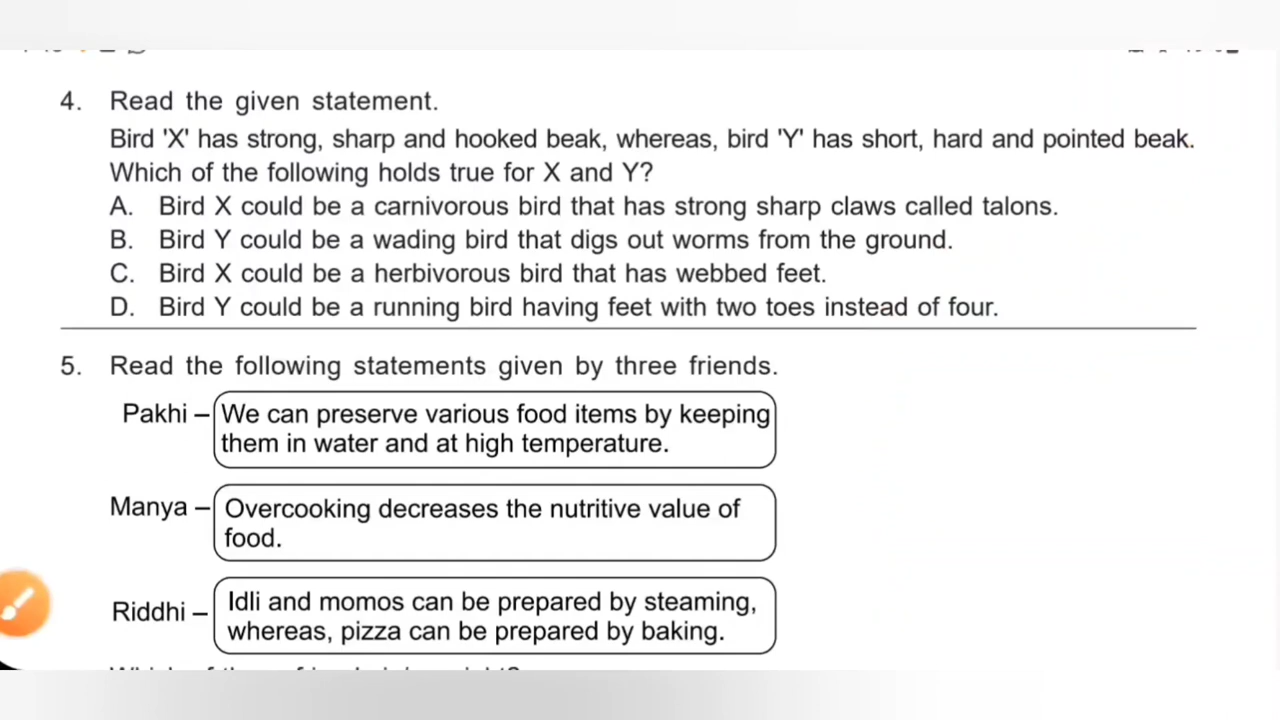 4. Read the given statement.
Bird 'X' has strong, sharp and hooked beak, whereas, bird 'Y' has short, hard and pointed beak.
Which of the following holds true for X and Y?
A. Bird X could be a carnivorous bird that has strong sharp claws called talons.
B. Bird Y could be a wading bird that digs out worms from the ground.
C. Bird X could be a herbivorous bird that has webbed feet.
D. Bird Y could be a running bird having feet with two toes instead of four.
5. Read the following statements given by three friends.
Pakhi – We can preserve various food items by keeping
them in water and at high temperature.
Manya – Overcooking decreases the nutritive value of
food.
Riddhi – Idli and momos can be prepared by steaming,
whereas, pizza can be prepared by baking.